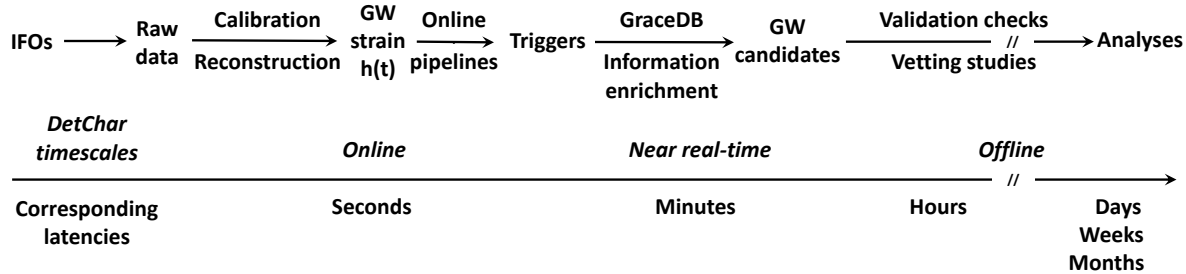 IFOs
Raw
data
Calibration
Reconstruction
GW
strain
h(t)
Online
pipelines
Triggers
GraceDB
Information
enrichment
GW
candidates
Validation checks
//
Vetting studies
Analyses
DetChar
timescales
Online
Near real-time
Offline
//
Corresponding
latencies
Seconds
Minutes
Hours
Days
Weeks
Months